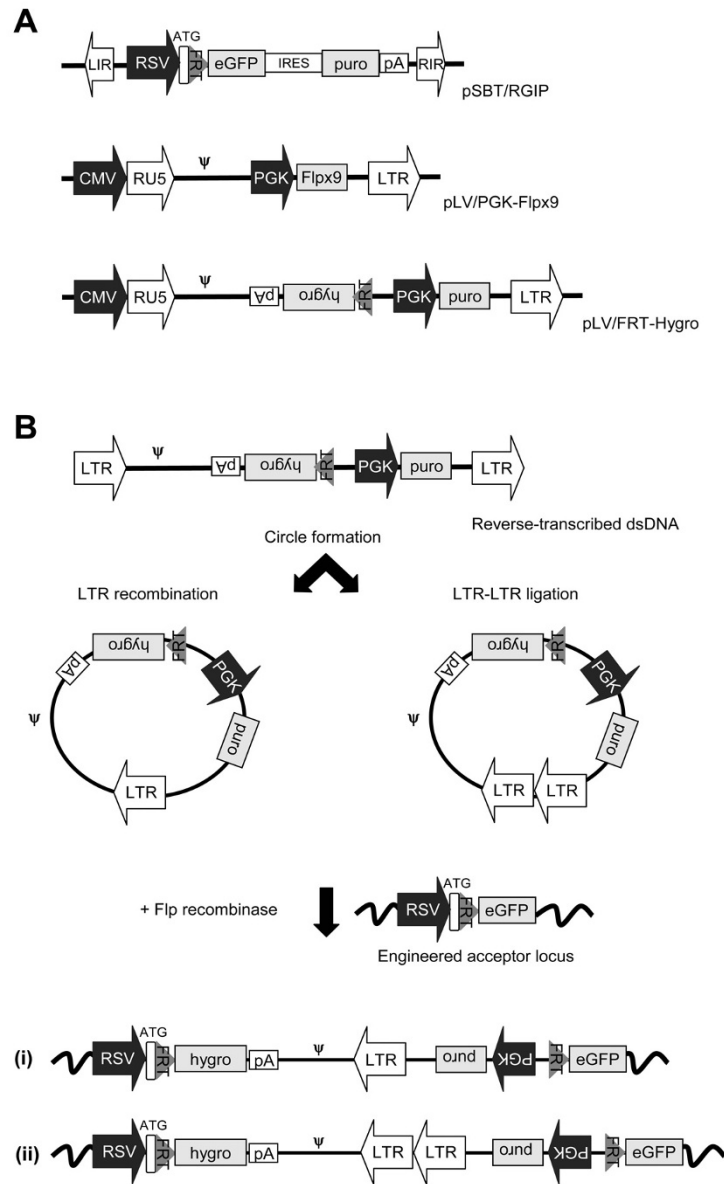 A
ATG
LIR RSV FRT eGFP IRES puro pA RIR
pSBT/RGIP
CMV RU5 ψ PGK Flpx9 LTR
pLV/PGK-Flpx9
CMV RU5 ψ pA hygro FRT PGK puro LTR
pLV/FRT-Hygro
B
LTR ψ pA hygro FRT PGK puro LTR
Reverse-transcribed dsDNA
Circle formation
LTR recombination
LTR-LTR ligation
pA hygro FRT PGK puro LTR ψ
pA hygro FRT PGK puro LTR LTR ψ
+ Flp recombinase
ATG
RSV FRT eGFP
Engineered acceptor locus
ATG
(i) RSV FRT hygro pA ψ LTR puro PGK FRT eGFP
ATG
(ii) RSV FRT hygro pA ψ LTR LTR puro PGK FRT eGFP